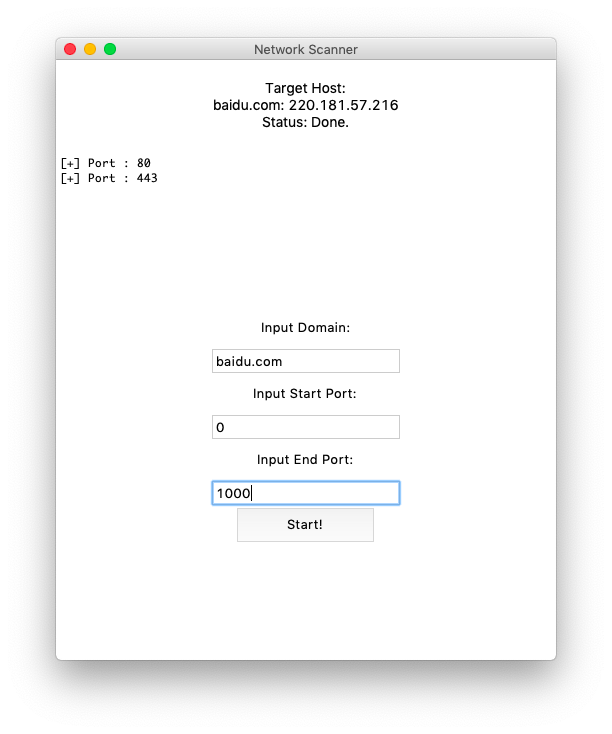 Network Scanner
Target Host:
baidu.com: 220.181.57.216
Status: Done.
[+] Port : 80
[+] Port : 443
Input Domain:
baidu.com
Input Start Port:
0
Input End Port:
1000
Start!